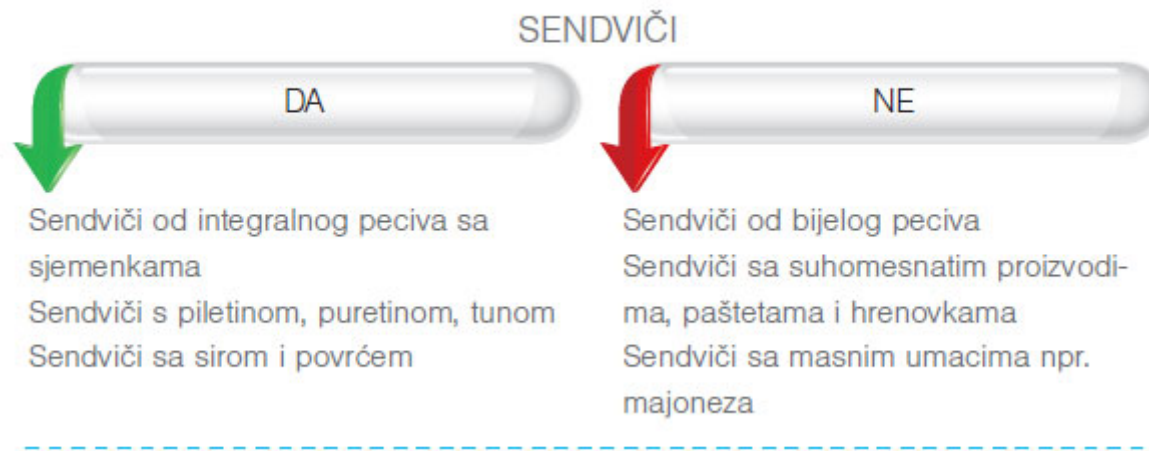 SENDVIČI
DA
Sendviči od integralnog peciva sa
sjemenkama
Sendviči s piletinom, puretinom, tunom
Sendviči sa sirom i povrćem
NE
Sendviči od bijelog peciva
Sendviči sa suhomesnatim proizvodi-
ma, paštetama i hrenovkama
Sendviči sa masnim umacima npr.
majoneza